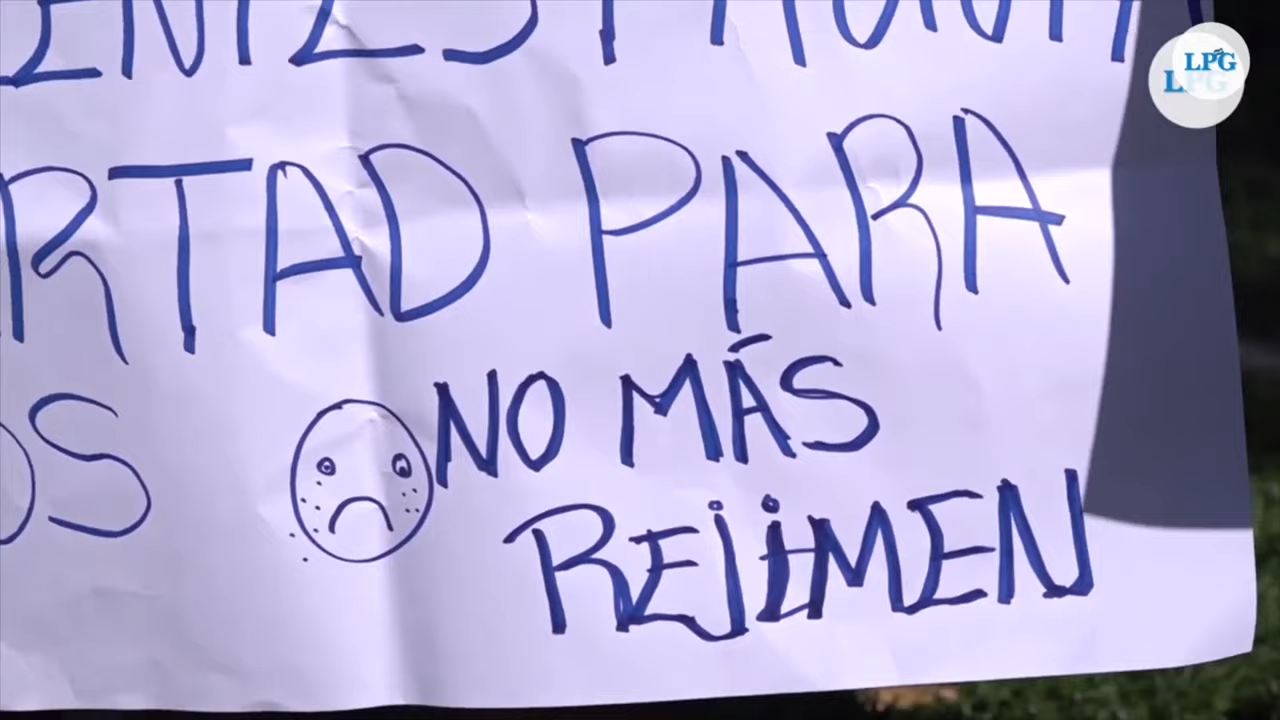 RTAD PARA
OS
NO MÁS
REJIMEN
LPG